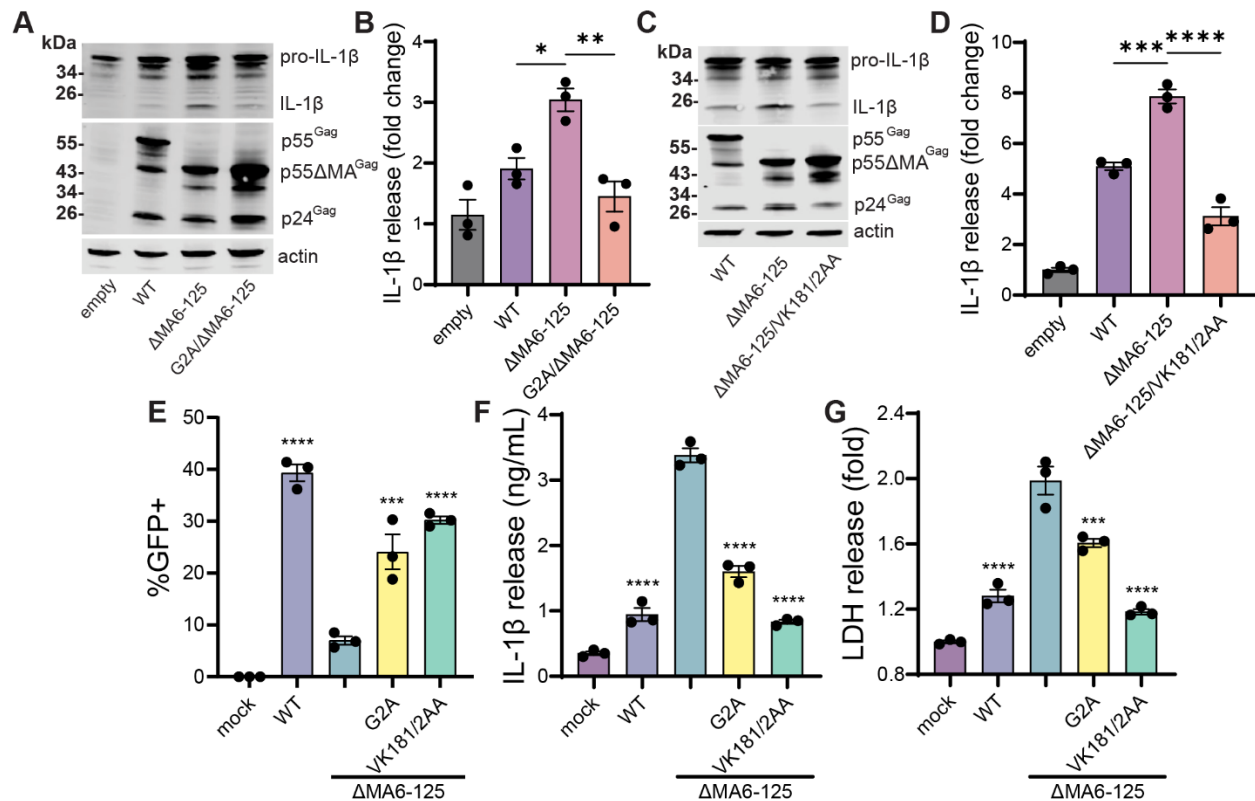 A
kDa
34-
26-
55-
43-
34-
26-
pro-IL-1β
IL-1β
p55Gag
p55ΔMAGag
p24Gag
actin
empty
WT
ΔMA6-125
G2A/ΔMA6-125
B
IL-1β release (fold change)
4
3
2
1
0
*
**
empty
WT
ΔMA6-125
G2A/ΔMA6-125
C
kDa
34-
26-
55-
43-
34-
26-
pro-IL-1β
IL-1β
p55Gag
p55ΔMAGag
p24Gag
actin
WT
ΔMA6-125
ΔMA6-125/VK181/2AA
D
IL-1β release (fold change)
10
8
6
4
2
0
***
****
empty
WT
ΔMA6-125
ΔMA6-125/VK181/2AA
E
%GFP+
50
40
30
20
10
0
****
***
****
mock
WT
G2A
VK181/2AA
ΔMA6-125
F
IL-1β release (ng/mL)
4
3
2
1
0
****
****
****
mock
WT
G2A
VK181/2AA
ΔMA6-125
G
LDH release (fold)
2.4
2.0
1.6
1.2
0.8
****
***
****
mock
WT
G2A
VK181/2AA
ΔMA6-125